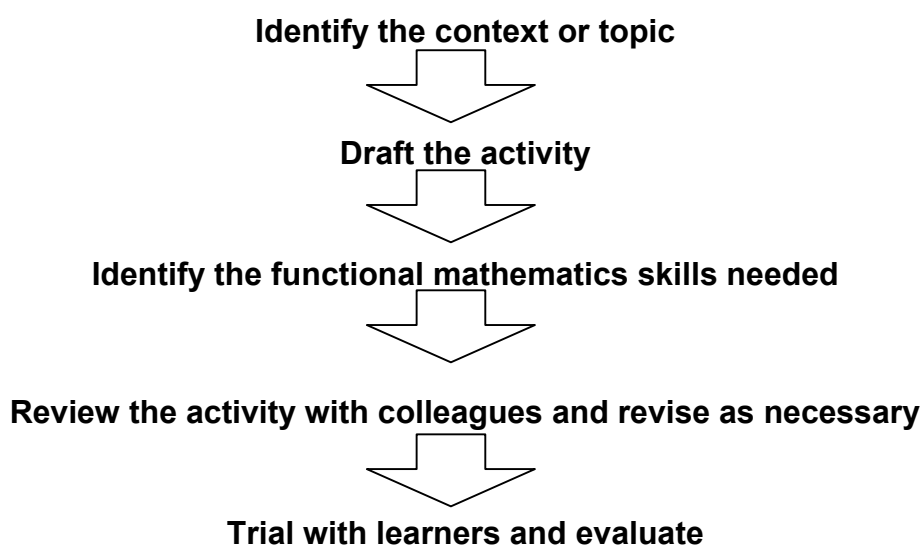 Identify the context or topic
Draft the activity
Identify the functional mathematics skills needed
Review the activity with colleagues and revise as necessary
Trial with learners and evaluate